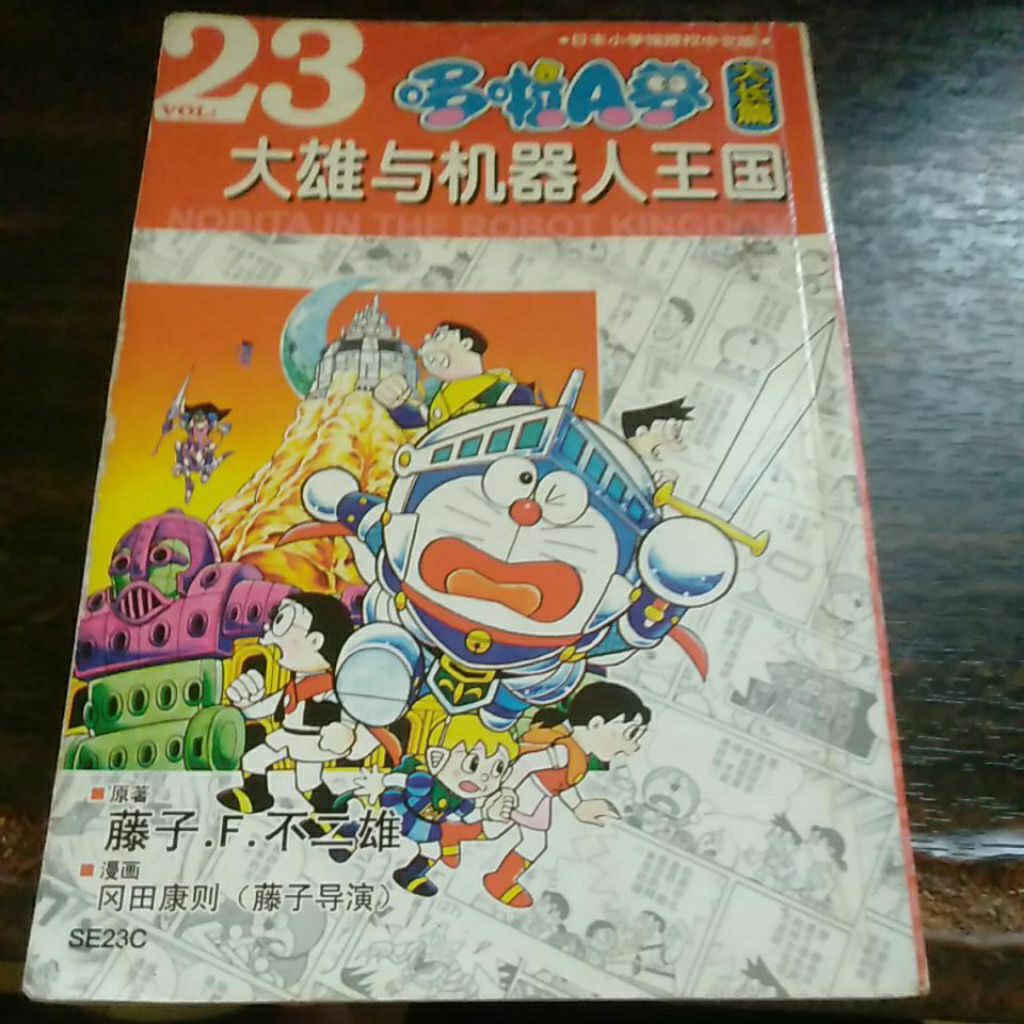 23
VOL:
•日本小学馆授权中文版•
哆啦A梦
大长篇
大雄与机器人王国
NOBITA IN THE ROBOT KINGDOM
■原著
藤子.F.不二雄
■漫画
冈田康则（藤子导演）
SE23C